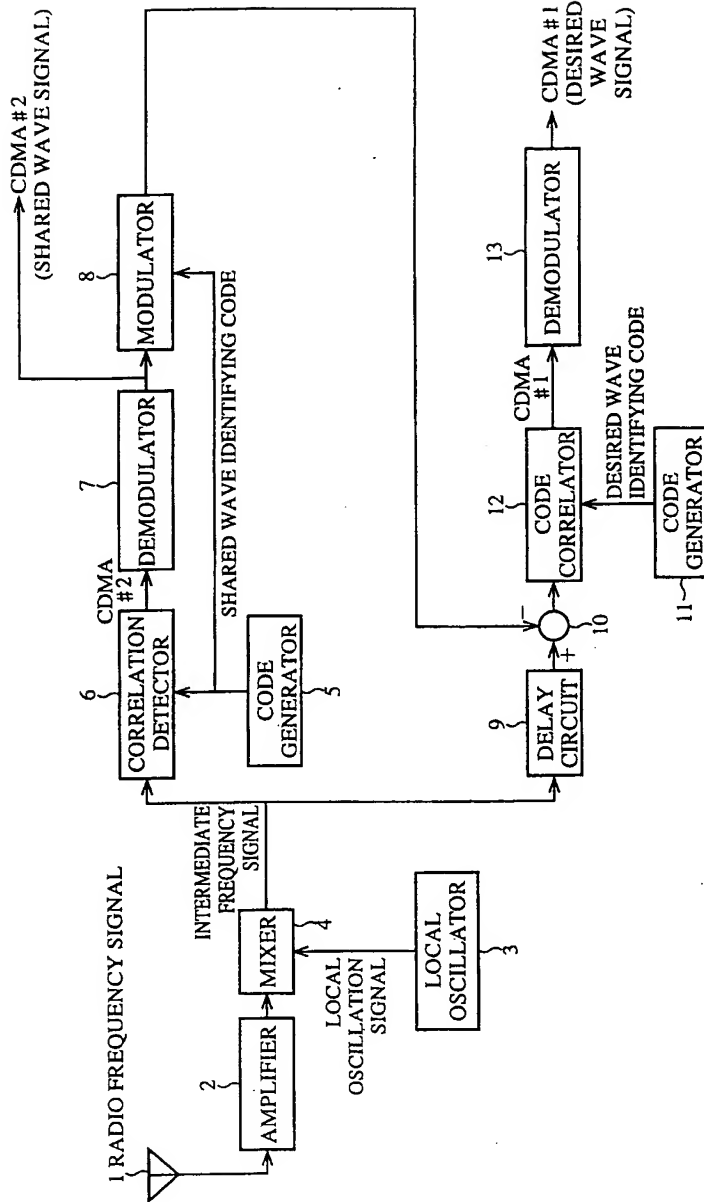 1 RADIO FREQUENCY SIGNAL
2
AMPLIFIER
MIXER
4
LOCAL
OSCILLATION
SIGNAL
LOCAL
OSCILLATOR
3
INTERMEDIATE
FREQUENCY
SIGNAL
6
CORRELATION
DETECTOR
CODE
GENERATOR
5
CDMA
#2
7
DEMODULATOR
8
MODULATOR
SHARED WAVE IDENTIFYING CODE
CDMA #2
(SHARED WAVE SIGNAL)
9
DELAY
CIRCUIT
+
−
10
12
CODE
CORRELATOR
DESIRED WAVE
IDENTIFYING CODE
CODE
GENERATOR
11
CDMA
#1
13
DEMODULATOR
CDMA #1
(DESIRED
WAVE
SIGNAL)